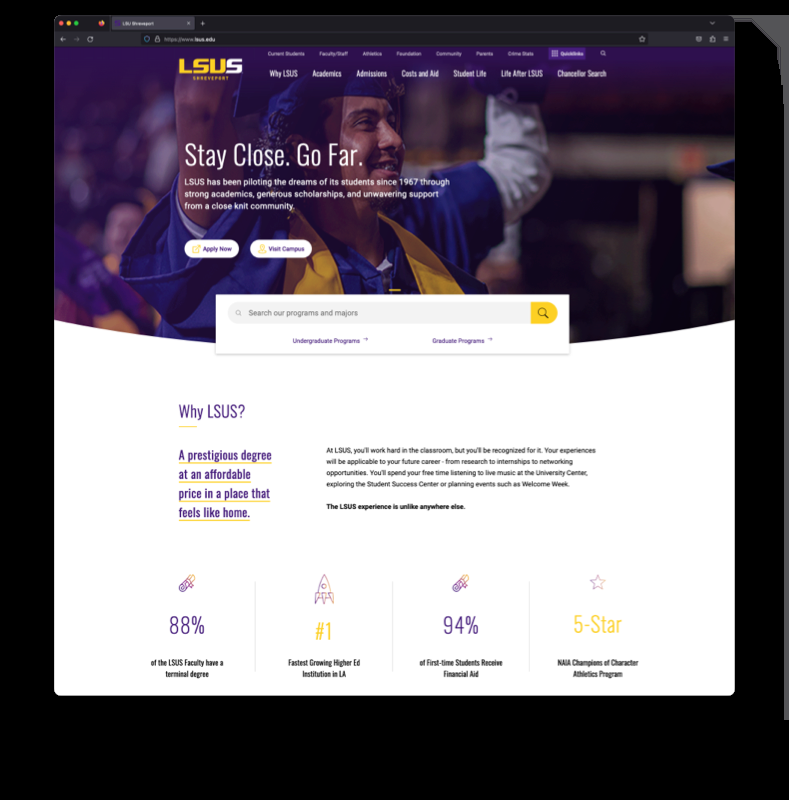 LSU Shreveport
https://www.lsus.edu
Current Students Faculty/Staff Athletics Foundation Community Parents Crime Stats Quicklinks
LSUS
SHREVEPORT
Why LSUS Academics Admissions Costs and Aid Student Life Life After LSUS Chancellor Search
Stay Close. Go Far.
LSUS has been piloting the dreams of its students since 1967 through
strong academics, generous scholarships, and unwavering support
from a close knit community.
Apply Now Visit Campus
Search our programs and majors
Undergraduate Programs → Graduate Programs →
Why LSUS?
A prestigious degree
at an affordable
price in a place that
feels like home.
At LSUS, you'll work hard in the classroom, but you'll be recognized for it. Your experiences
will be applicable to your future career - from research to internships to networking
opportunities. You'll spend your free time listening to live music at the University Center,
exploring the Student Success Center or planning events such as Welcome Week.
The LSUS experience is unlike anywhere else.
88%
of the LSUS Faculty have a
terminal degree
#1
Fastest Growing Higher Ed
Institution in LA
94%
of First-time Students Receive
Financial Aid
5-Star
NAIA Champions of Character
Athletics Program